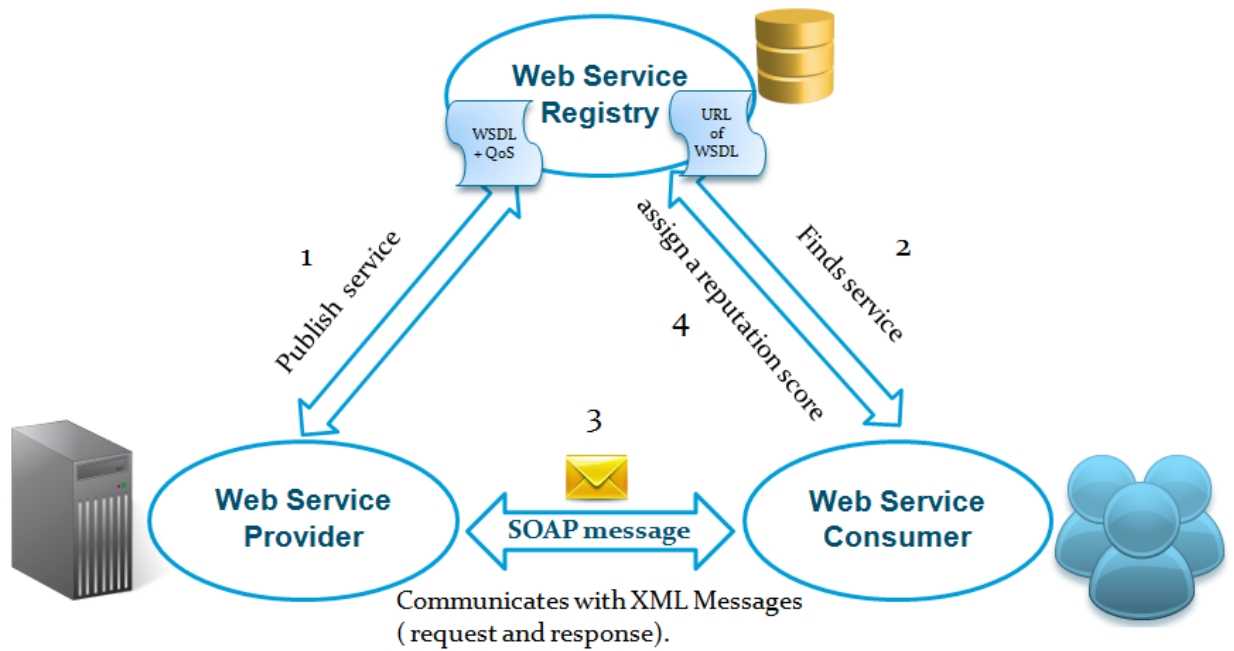 Web Service
Registry
WSDL
+ QoS
URL
of
WSDL
1
Publish service
assign a reputation score
4
Finds service
2
3
Web Service
Provider
SOAP message
Web Service
Consumer
Communicates with XML Messages
( request and response).